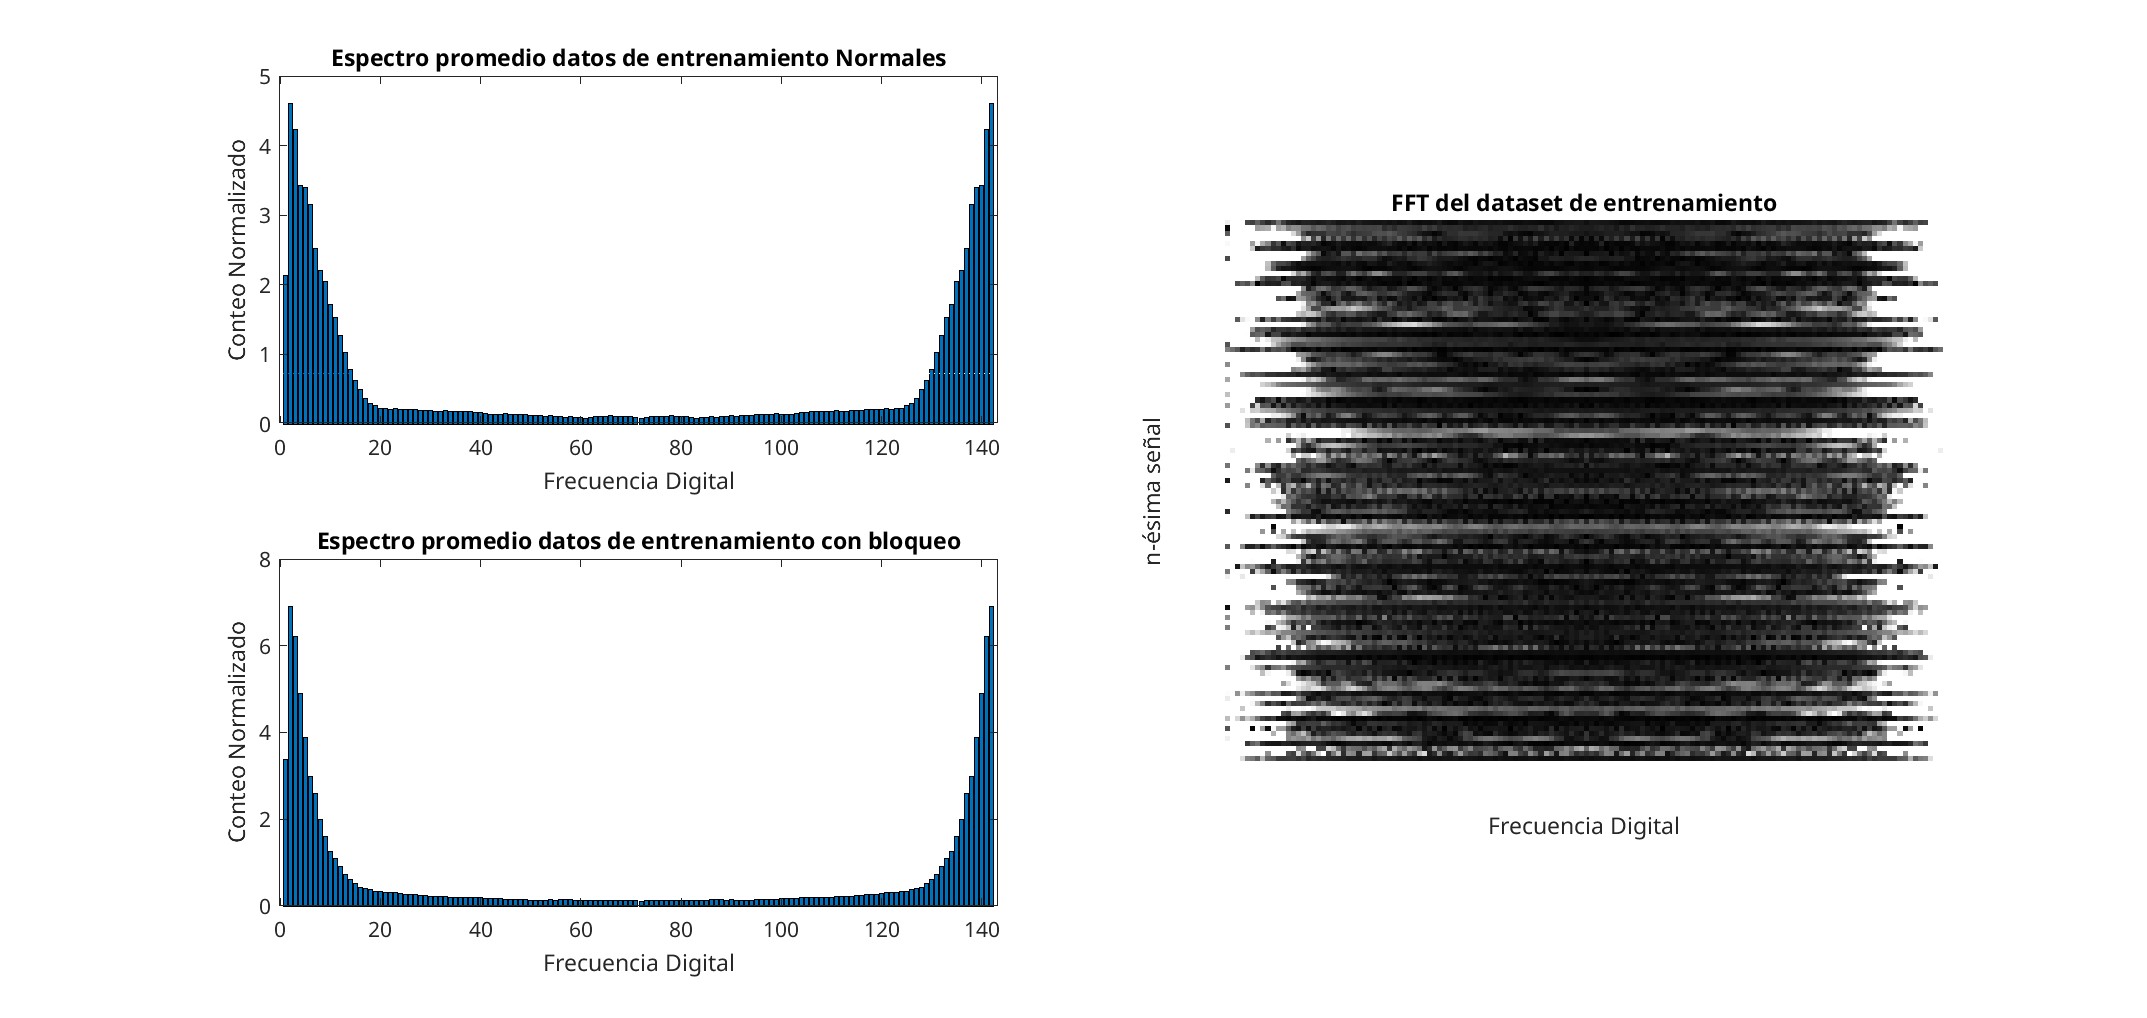 Espectro promedio datos de entrenamiento Normales
5
4
3
2
1
0
Conteo Normalizado
0 20 40 60 80 100 120 140
Frecuencia Digital
Espectro promedio datos de entrenamiento con bloqueo
8
6
4
2
0
Conteo Normalizado
0 20 40 60 80 100 120 140
Frecuencia Digital
FFT del dataset de entrenamiento
n-ésima señal
Frecuencia Digital